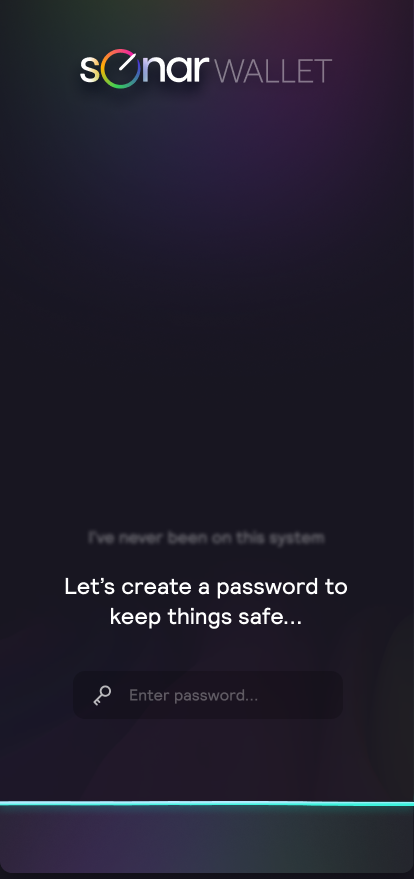 sonar WALLET
I've never been on this system
Let's create a password to
keep things safe...
Enter password...